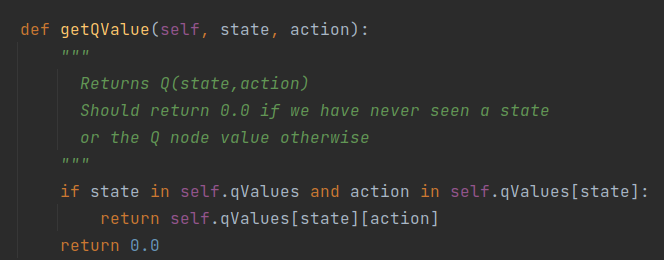 def getQValue(self, state, action):
    """
      Returns Q(state,action)
      Should return 0.0 if we have never seen a state
      or the Q node value otherwise
    """
    if state in self.qValues and action in self.qValues[state]:
        return self.qValues[state][action]
    return 0.0